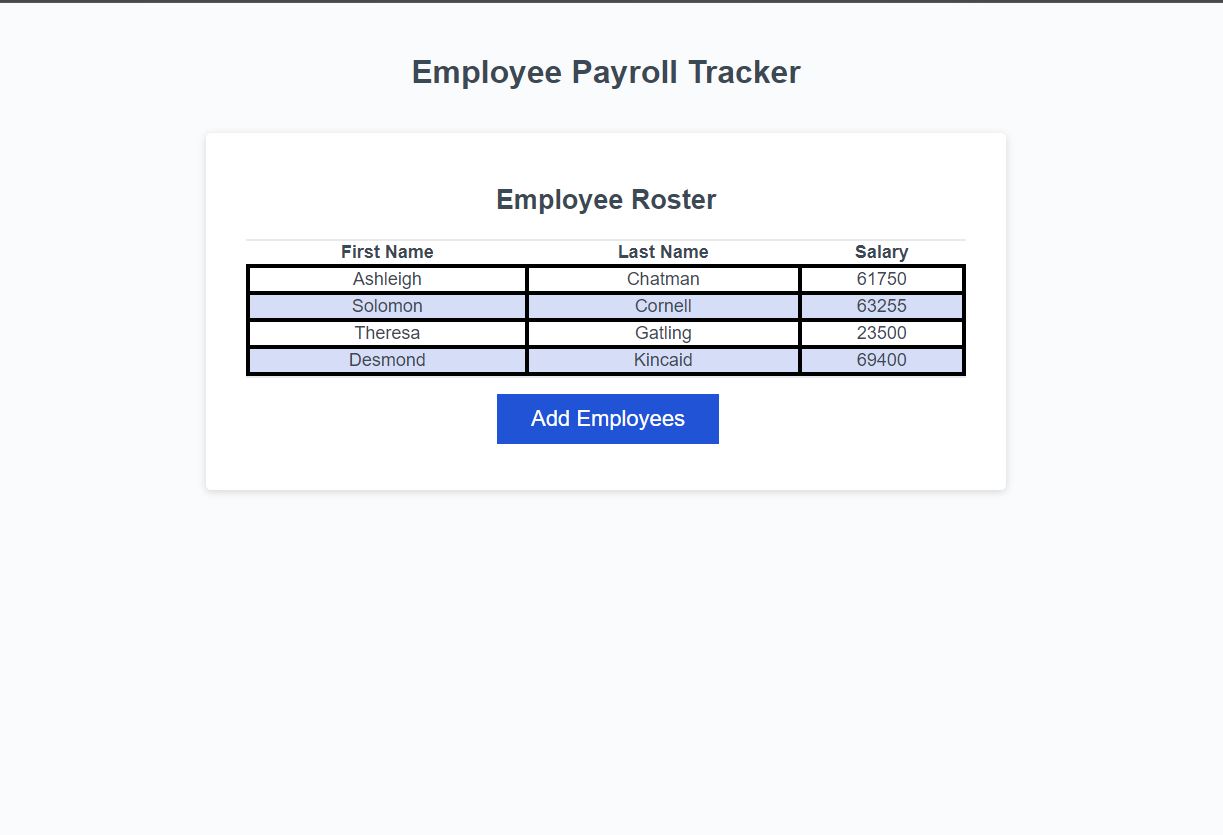 Employee Payroll Tracker
Employee Roster
First Name Last Name Salary
Ashleigh Chatman 61750
Solomon Cornell 63255
Theresa Gatling 23500
Desmond Kincaid 69400
Add Employees